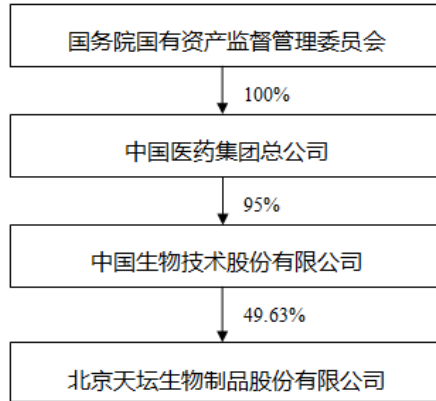 国务院国有资产监督管理委员会
100%
中国医药集团总公司
95%
中国生物技术股份有限公司
49.63%
北京天坛生物制品股份有限公司